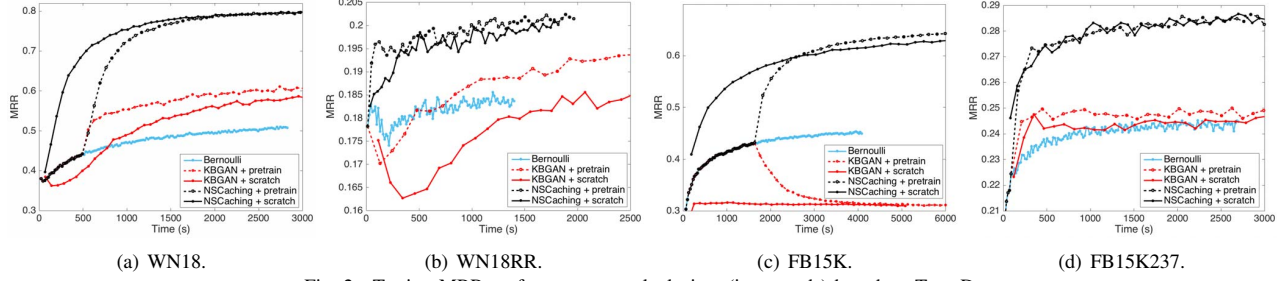 0.8
0.7
0.6
0.5
0.4
0.3
MRR
0 500 1000 1500 2000 2500 3000
Time (s)
Bernoulli
KBGAN + pretrain
KBGAN + scratch
NSCaching + pretrain
NSCaching + scratch
(a) WN18.
0.205
0.2
0.195
0.19
0.185
0.18
0.175
0.17
0.165
0.16
MRR
0 500 1000 1500 2000 2500
Time (s)
Bernoulli
KBGAN + pretrain
KBGAN + scratch
NSCaching + pretrain
NSCaching + scratch
(b) WN18RR.
0.6
0.5
0.4
0.3
MRR
0 1000 2000 3000 4000 5000 6000
Time (s)
Bernoulli
KBGAN + pretrain
KBGAN + scratch
NSCaching + pretrain
NSCaching + scratch
(c) FB15K.
0.29
0.28
0.27
0.26
0.25
0.24
0.23
0.22
0.21
MRR
0 500 1000 1500 2000 2500 3000
Time (s)
Bernoulli
KBGAN + pretrain
KBGAN + scratch
NSCaching + pretrain
NSCaching + scratch
(d) FB15K237.